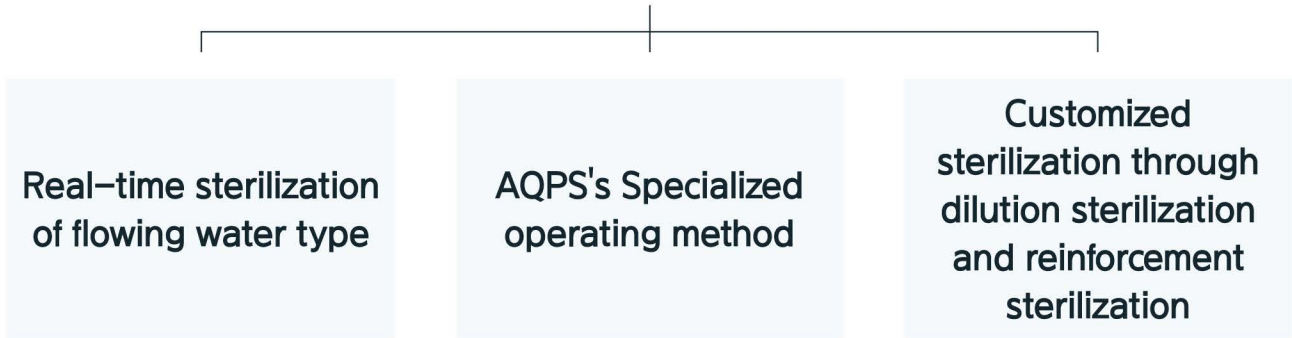 Real-time sterilization
of flowing water type
AQPS's Specialized
operating method
Customized
sterilization through
dilution sterilization
and reinforcement
sterilization